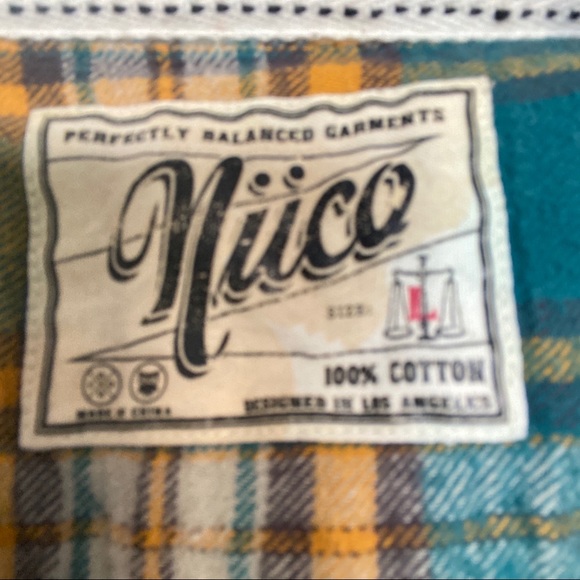 PERFECTLY BALANCED GARMENTS
Nüco
SIZE: L
100% COTTON
MADE IN CHINA
DESIGNED IN LOS ANGELES